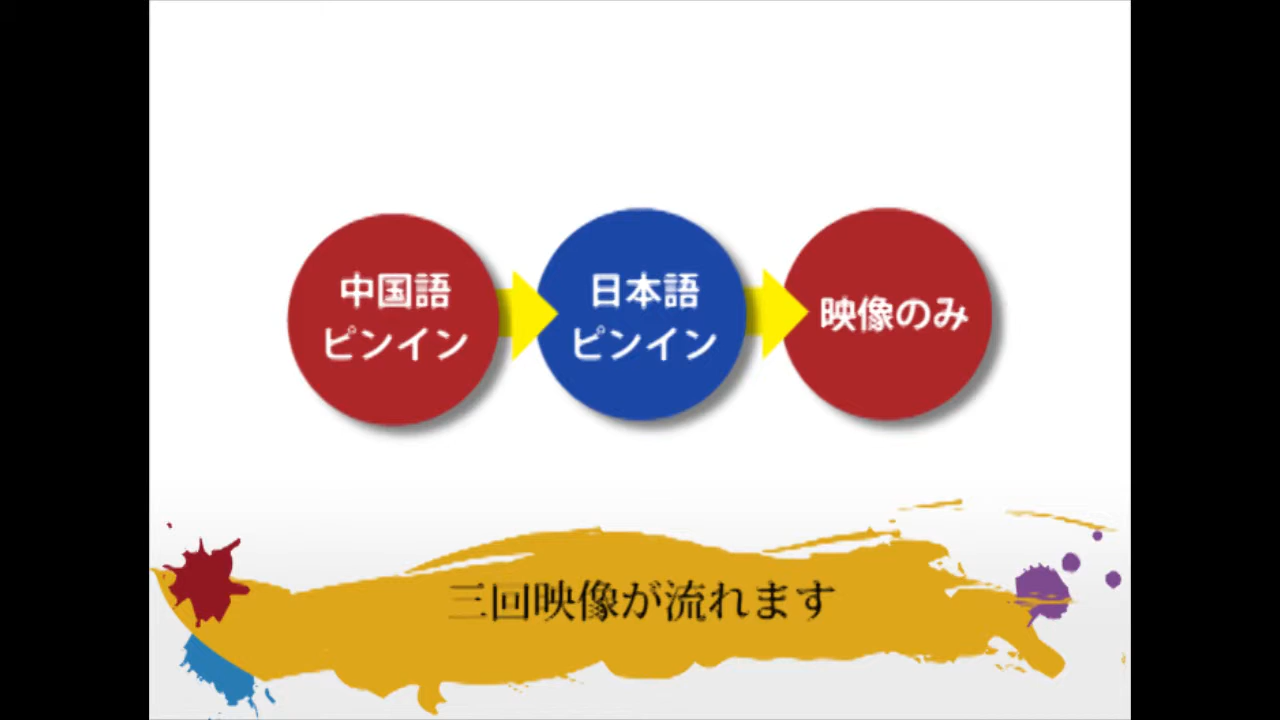 中国語
ピンイン
日本語
ピンイン
映像のみ
三回映像が流れます